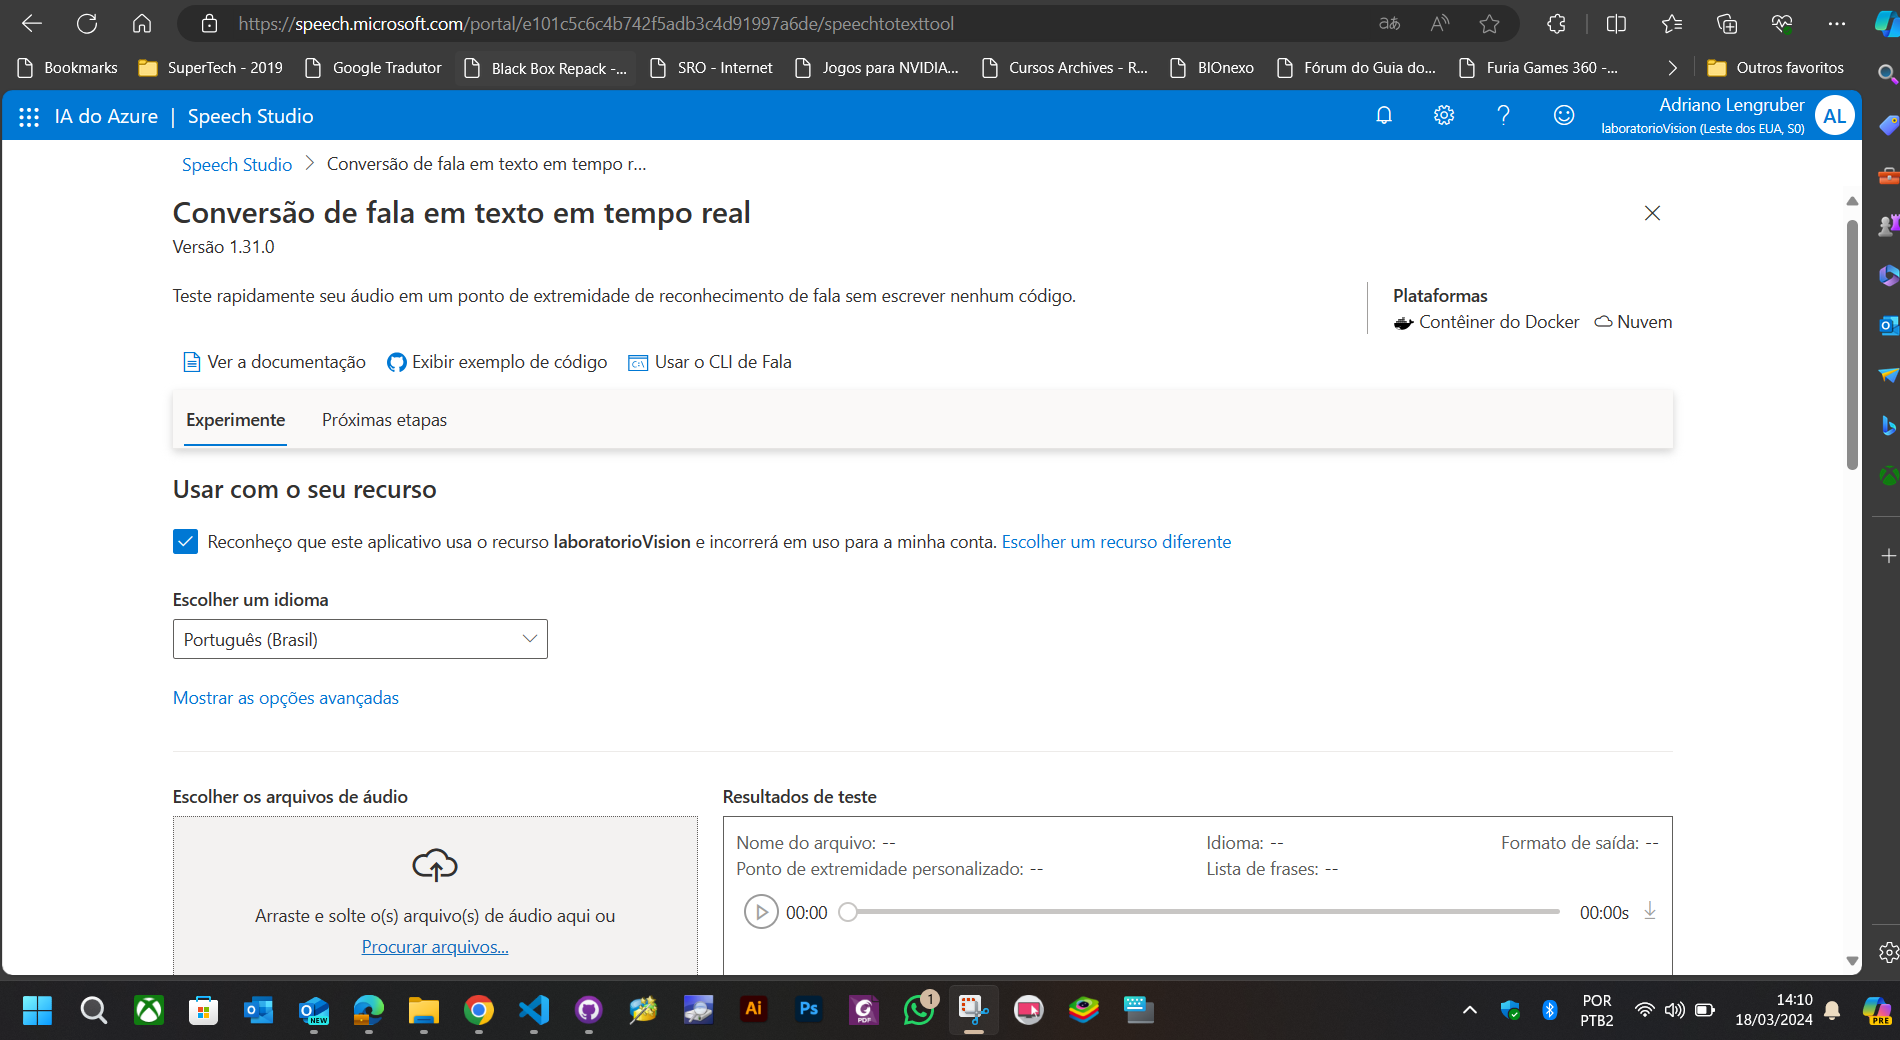 https://speech.microsoft.com/portal/e101c5c6c4b742f5adb3c4d91997a6de/speechtotexttool
Bookmarks SuperTech - 2019 Google Tradutor Black Box Repack -... SRO - Internet Jogos para NVIDIA... Cursos Archives - R... BIOnexo Fórum do Guia do... Furia Games 360 -... Outros favoritos
IA do Azure | Speech Studio
Adriano Lengruber
laboratorioVision (Leste dos EUA, S0)
AL
Speech Studio > Conversão de fala em texto em tempo r...
Conversão de fala em texto em tempo real
Versão 1.31.0
Teste rapidamente seu áudio em um ponto de extremidade de reconhecimento de fala sem escrever nenhum código.
Plataformas
Contêiner do Docker Nuvem
Ver a documentação Exibir exemplo de código Usar o CLI de Fala
Experimente Próximas etapas
Usar com o seu recurso
Reconheço que este aplicativo usa o recurso laboratorioVision e incorrerá em uso para a minha conta. Escolher um recurso diferente
Escolher um idioma
Português (Brasil)
Mostrar as opções avançadas
Escolher os arquivos de áudio
Arraste e solte o(s) arquivo(s) de áudio aqui ou
Procurar arquivos...
Resultados de teste
Nome do arquivo: -- Idioma: -- Formato de saída: --
Ponto de extremidade personalizado: -- Lista de frases: --
00:00 00:00s
NEW
Ai
Ps
PDF
1
POR
PTB2
14:10
18/03/2024
PRE